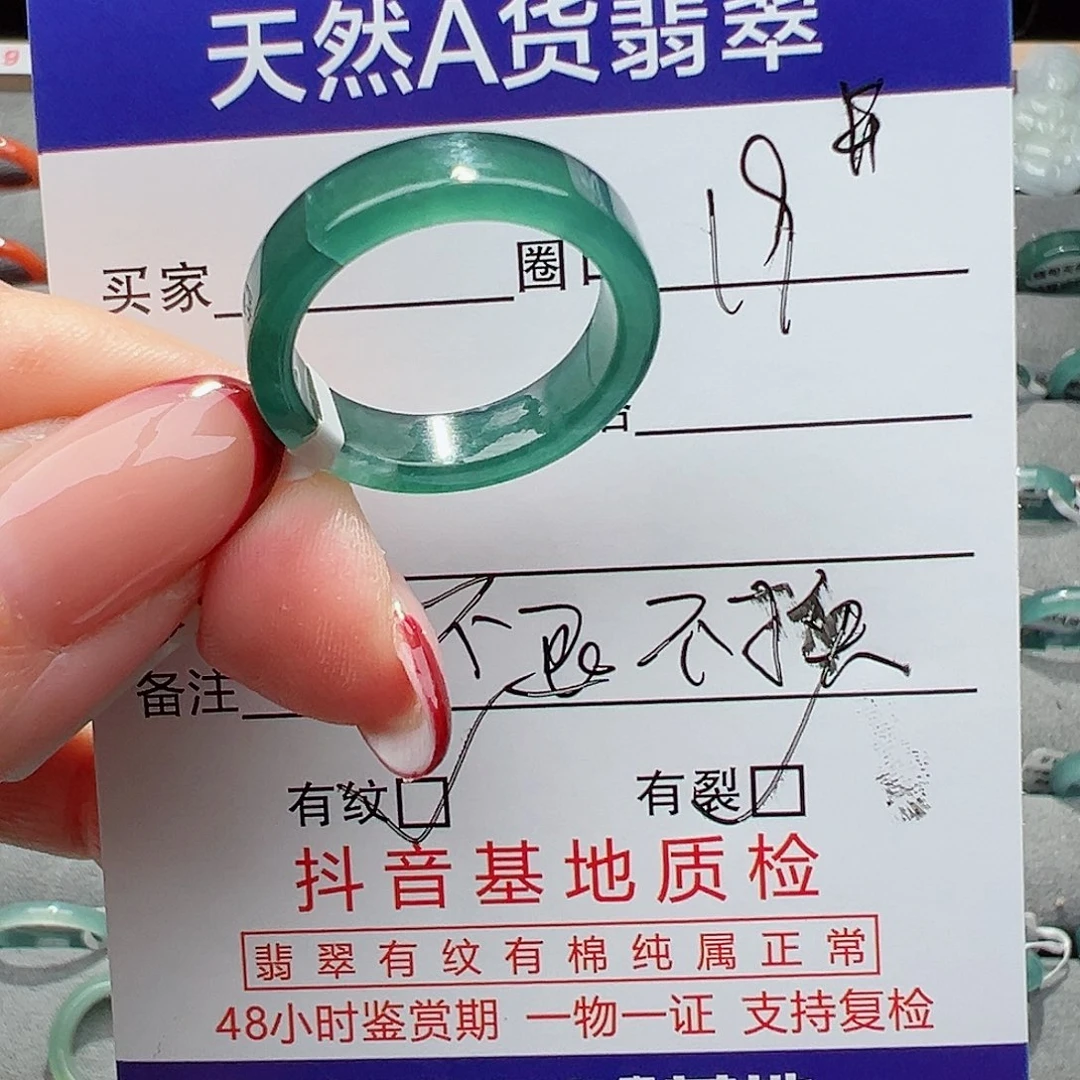 天然A货翡翠
买家 圈口 19#
不退不换
备注
有纹 有裂
抖音基地质检
翡翠有纹有棉纯属正常
48小时鉴赏期 一物一证 支持复检